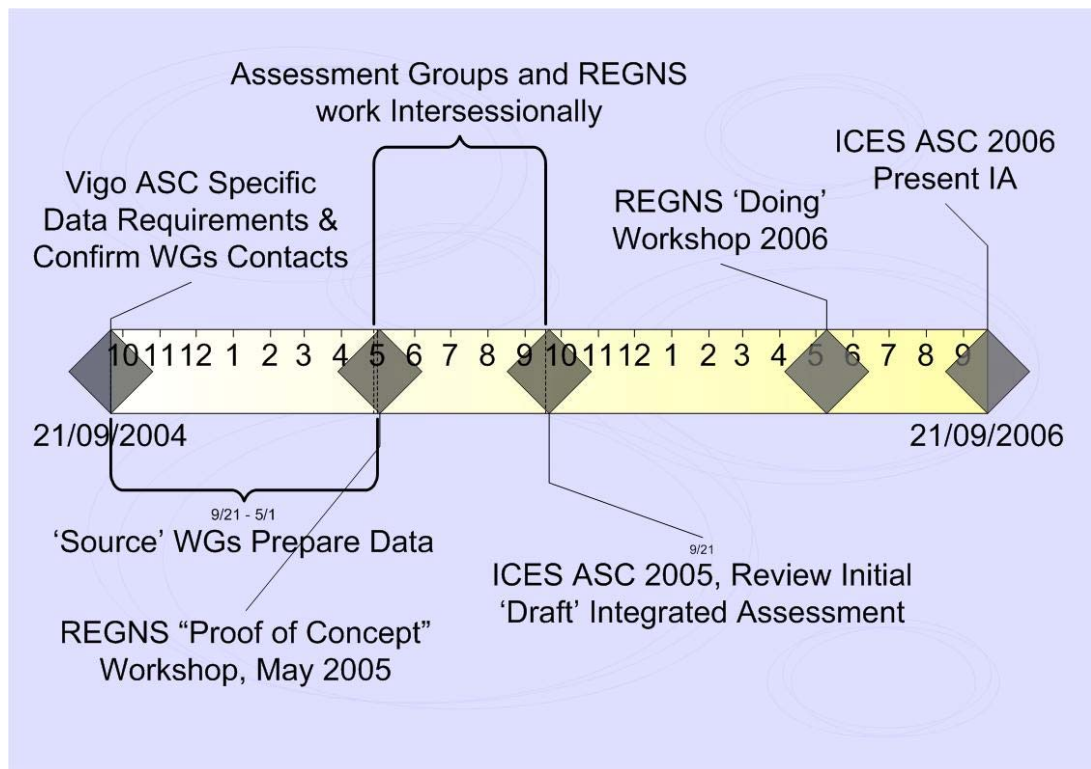 Assessment Groups and REGNS
work Intersessionally
ICES ASC 2006
Present IA
Vigo ASC Specific
Data Requirements &
Confirm WGs Contacts
REGNS ‘Doing’
Workshop 2006
10 11 12 1 2 3 4 5 6 7 8 9 10 11 12 1 2 3 4 5 6 7 8 9
21/09/2004
21/09/2006
9/21 - 5/1
‘Source’ WGs Prepare Data
9/21
ICES ASC 2005, Review Initial
‘Draft’ Integrated Assessment
REGNS “Proof of Concept”
Workshop, May 2005